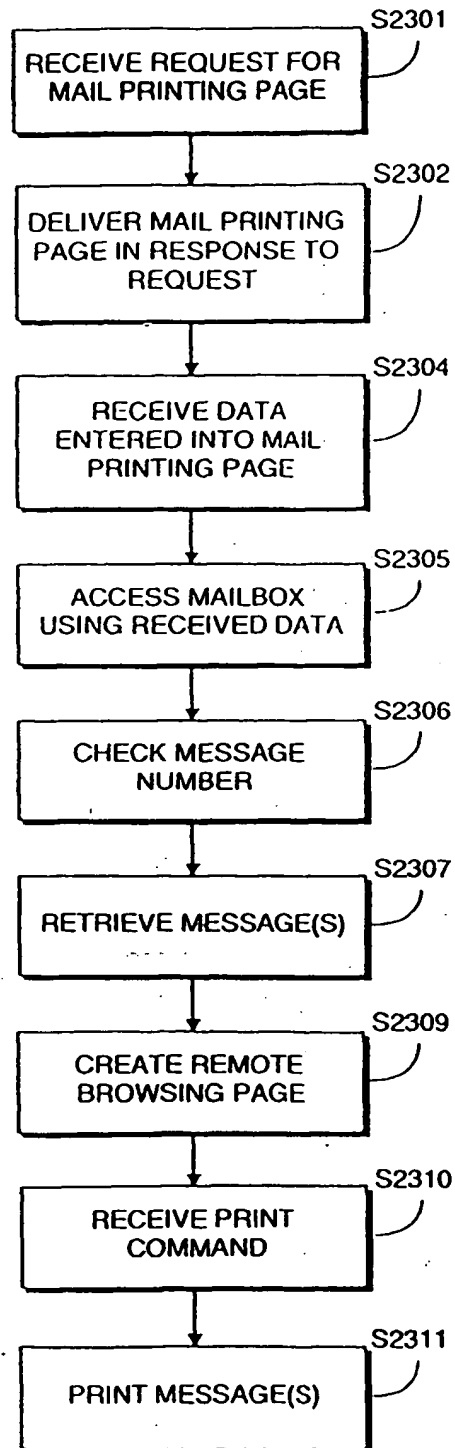 S2301
RECEIVE REQUEST FOR
MAIL PRINTING PAGE
S2302
DELIVER MAIL PRINTING
PAGE IN RESPONSE TO
REQUEST
S2304
RECEIVE DATA
ENTERED INTO MAIL
PRINTING PAGE
S2305
ACCESS MAILBOX
USING RECEIVED DATA
S2306
CHECK MESSAGE
NUMBER
S2307
RETRIEVE MESSAGE(S)
S2309
CREATE REMOTE
BROWSING PAGE
S2310
RECEIVE PRINT
COMMAND
S2311
PRINT MESSAGE(S)